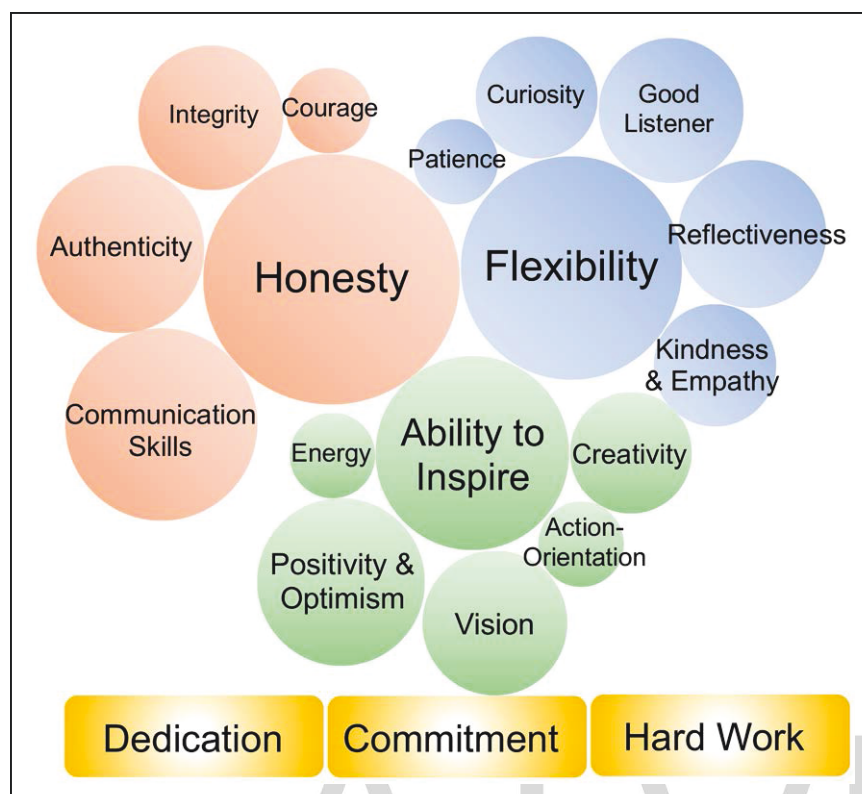 Integrity
Courage
Authenticity
Honesty
Communication
Skills
Curiosity
Good
Listener
Patience
Flexibility
Reflectiveness
Kindness
& Empathy
Energy
Ability to
Inspire
Creativity
Action-
Orientation
Positivity &
Optimism
Vision
Dedication
Commitment
Hard Work